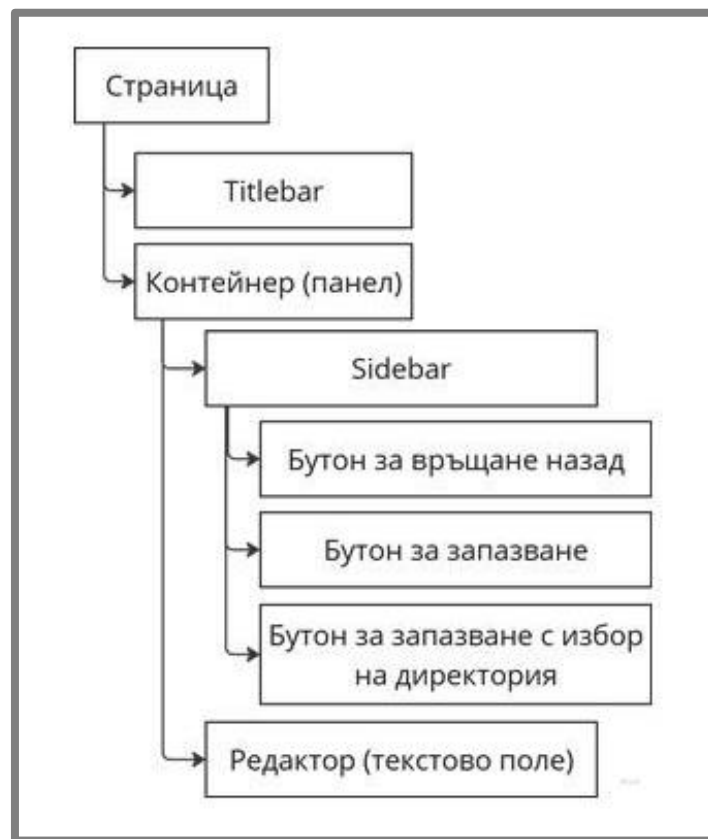 Страница
Titlebar
Контейнер (панел)
Sidebar
Бутон за връщане назад
Бутон за запазване
Бутон за запазване с избор
на директория
Редактор (текстово поле)